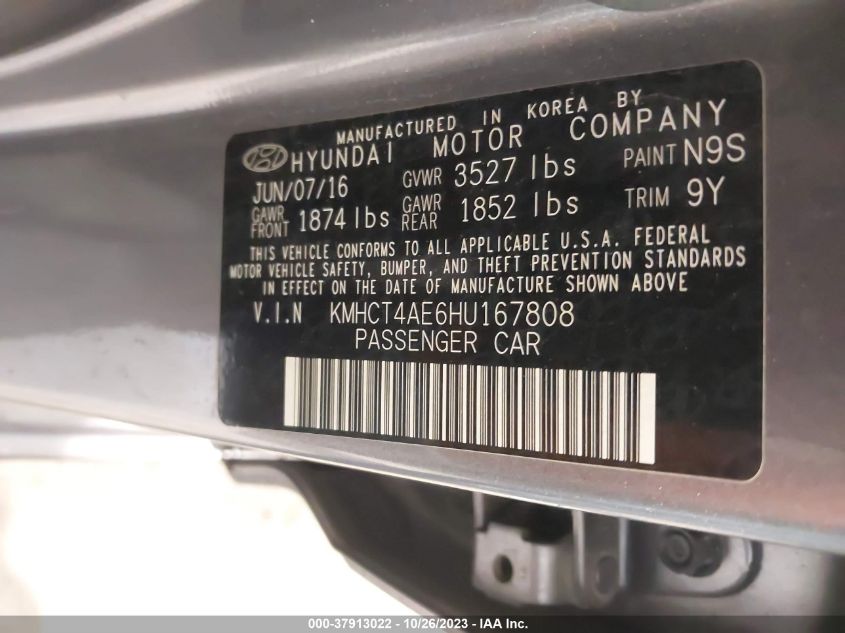 MANUFACTURED IN KOREA BY
HYUNDAI MOTOR COMPANY
JUN/07/16 GVWR 3527 lbs PAINT N9S
GAWR FRONT 1874 lbs GAWR REAR 1852 lbs TRIM 9Y
THIS VEHICLE CONFORMS TO ALL APPLICABLE U.S.A. FEDERAL
MOTOR VEHICLE SAFETY, BUMPER, AND THEFT PREVENTION STANDARDS
IN EFFECT ON THE DATE OF MANUFACTURE SHOWN ABOVE
V.I.N KMHCT4AE6HU167808
PASSENGER CAR
000-37913022 - 10/26/2023 - IAA Inc.